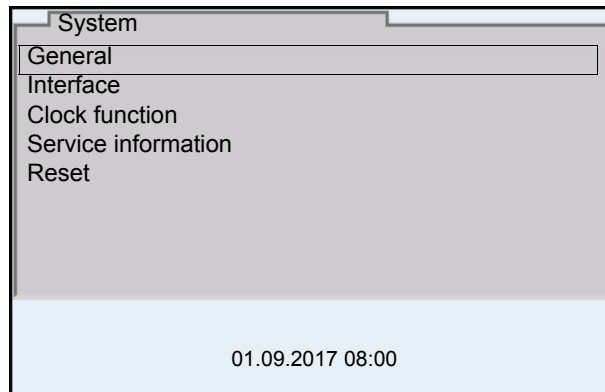 System
General
Interface
Clock function
Service information
Reset
01.09.2017 08:00